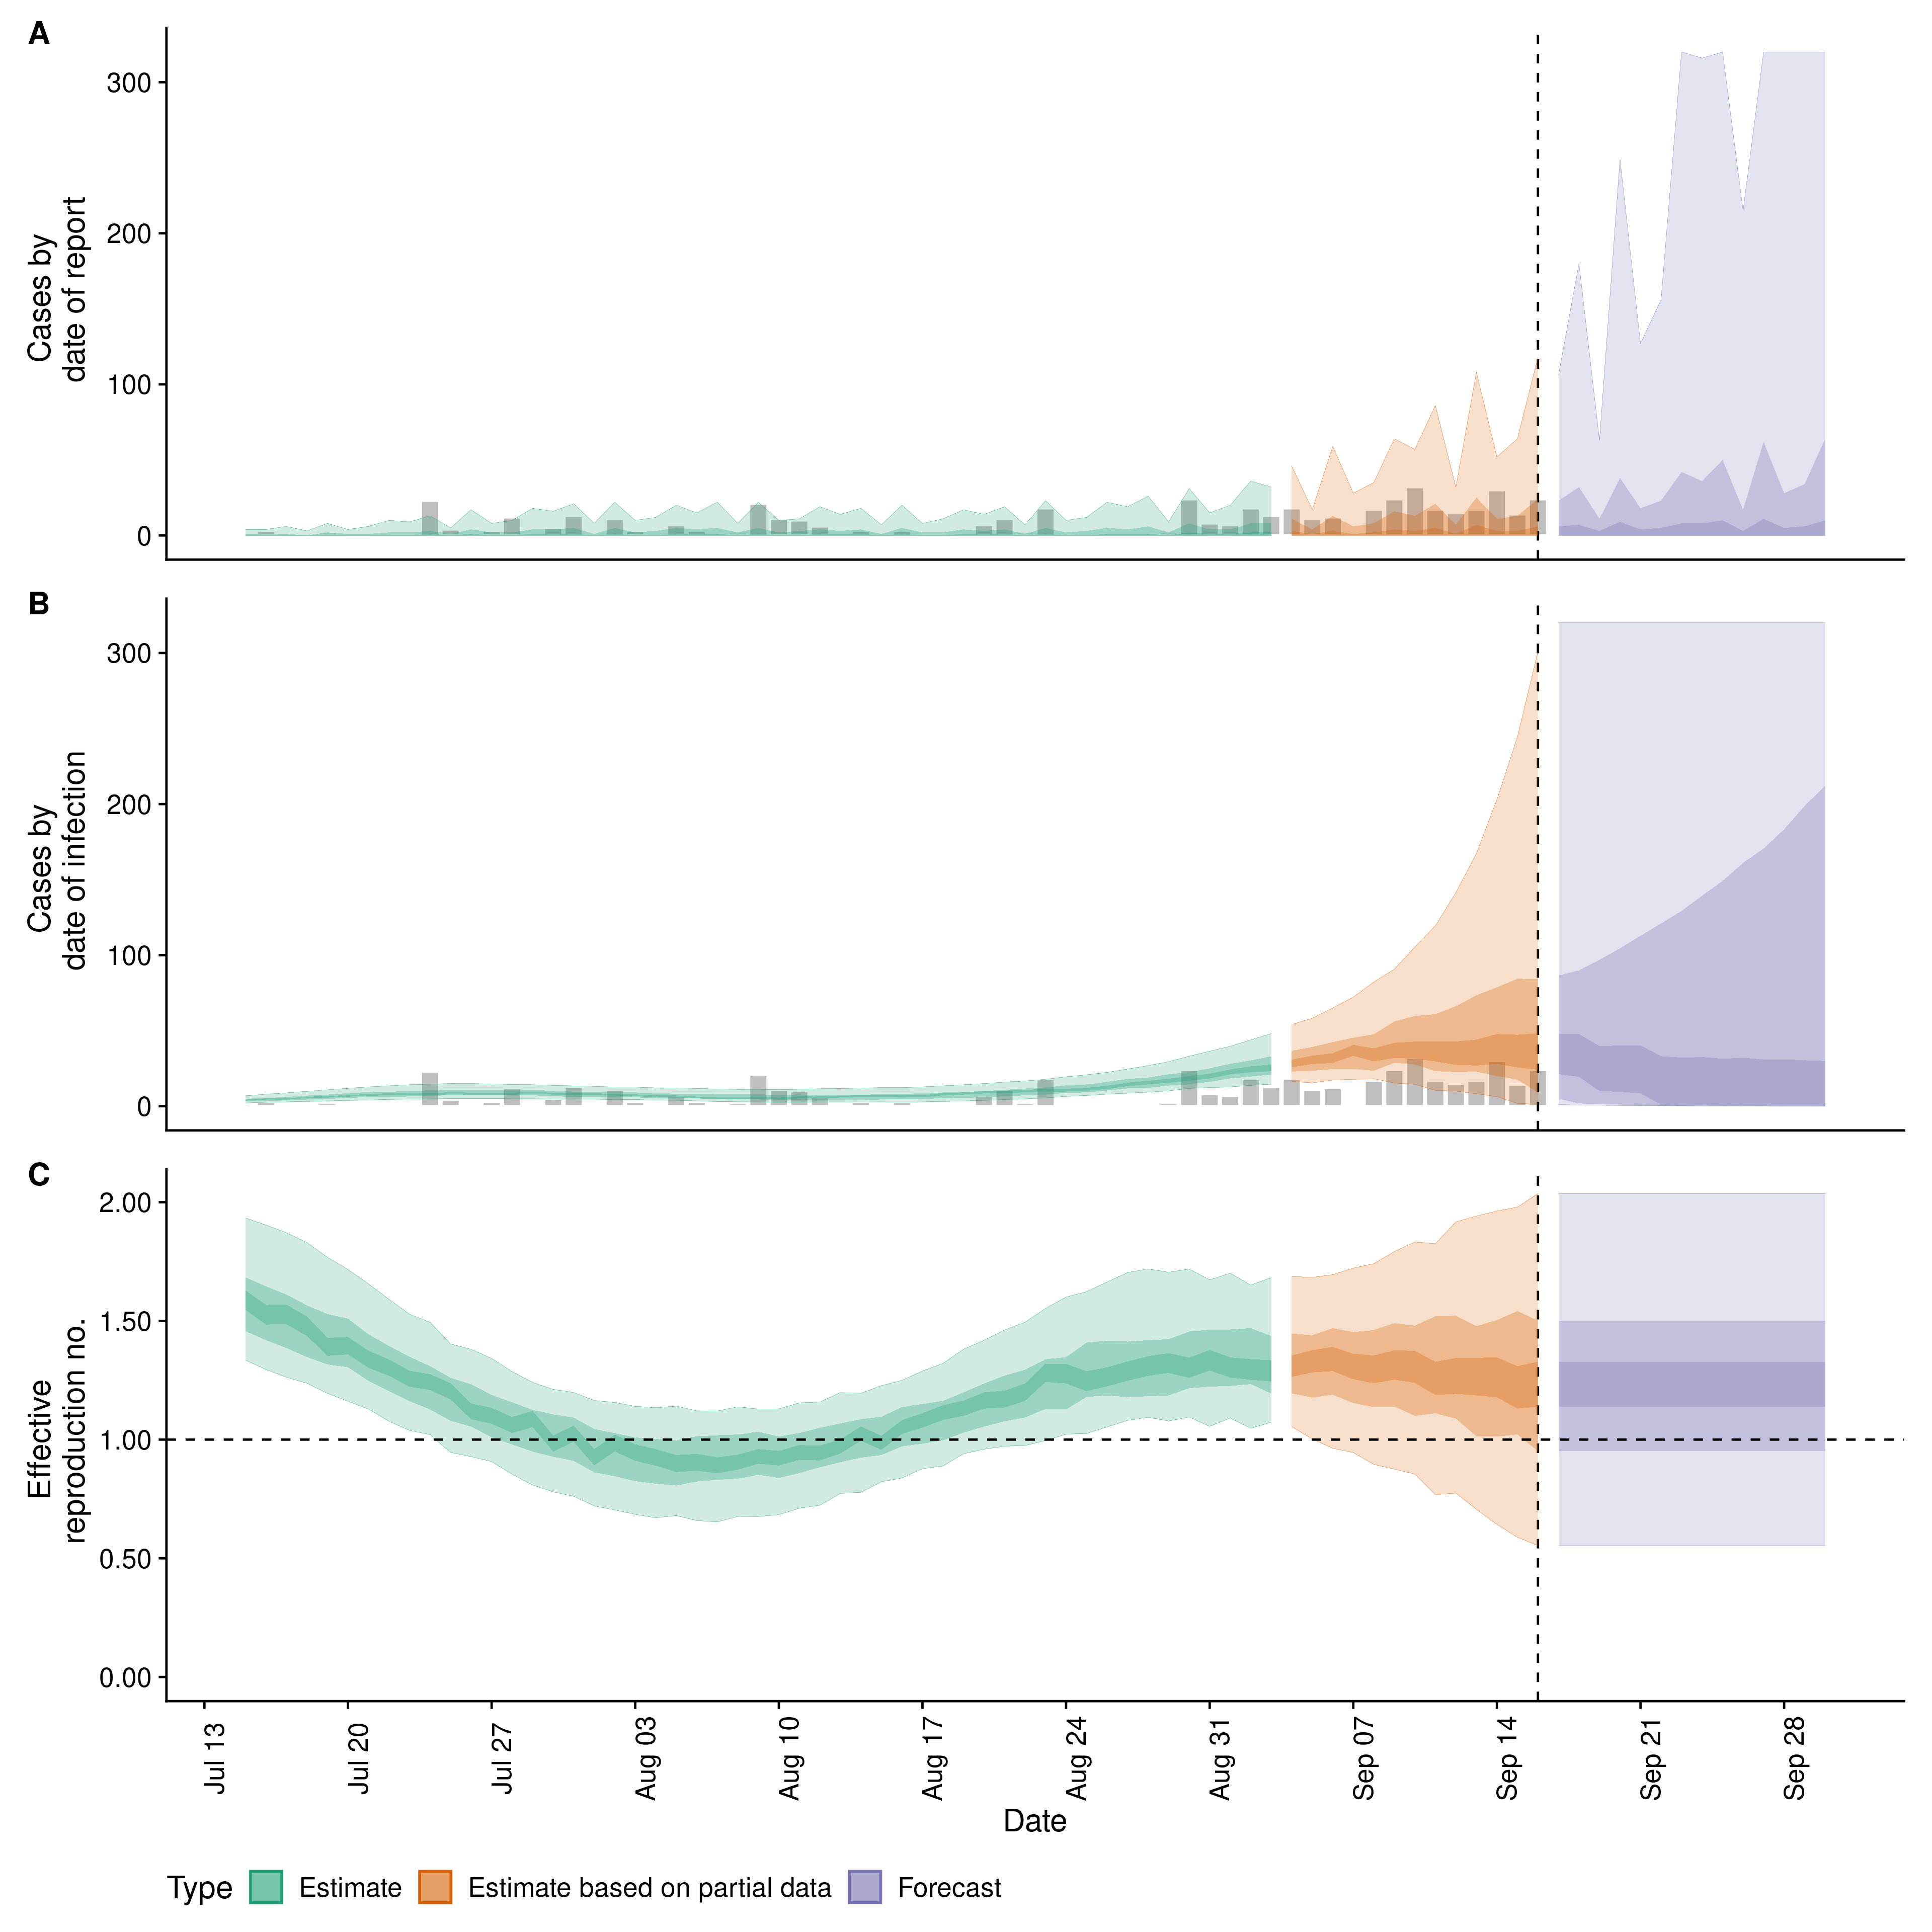 A
300
200
100
0
Cases by
date of report
B
300
200
100
0
Cases by
date of infection
C
2.00
1.50
1.00
0.50
0.00
Effective
reproduction no.
Jul 13
Jul 20
Jul 27
Aug 03
Aug 10
Aug 17
Aug 24
Aug 31
Sep 07
Sep 14
Sep 21
Sep 28
Date
Type Estimate Estimate based on partial data Forecast